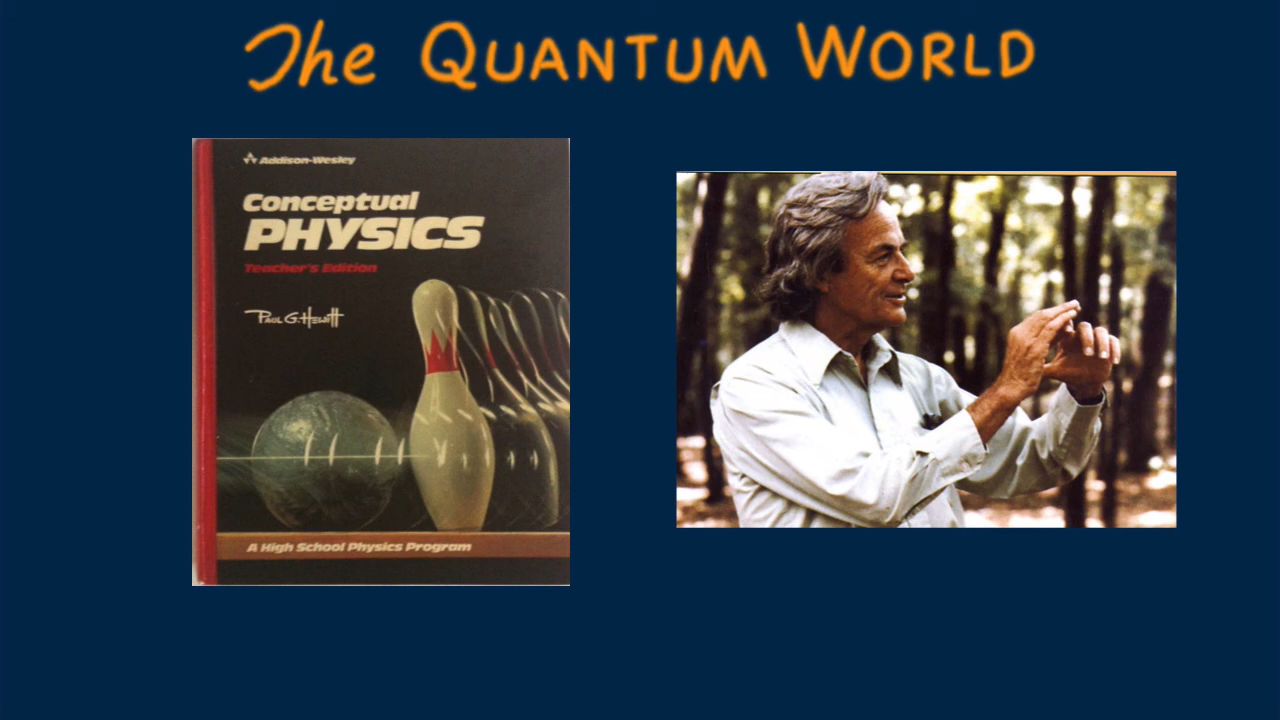 The QUANTUM WORLD
Addison-Wesley
Conceptual
PHYSICS
Teacher's Edition
PAUL G. HEWITT
A High School Physics Program